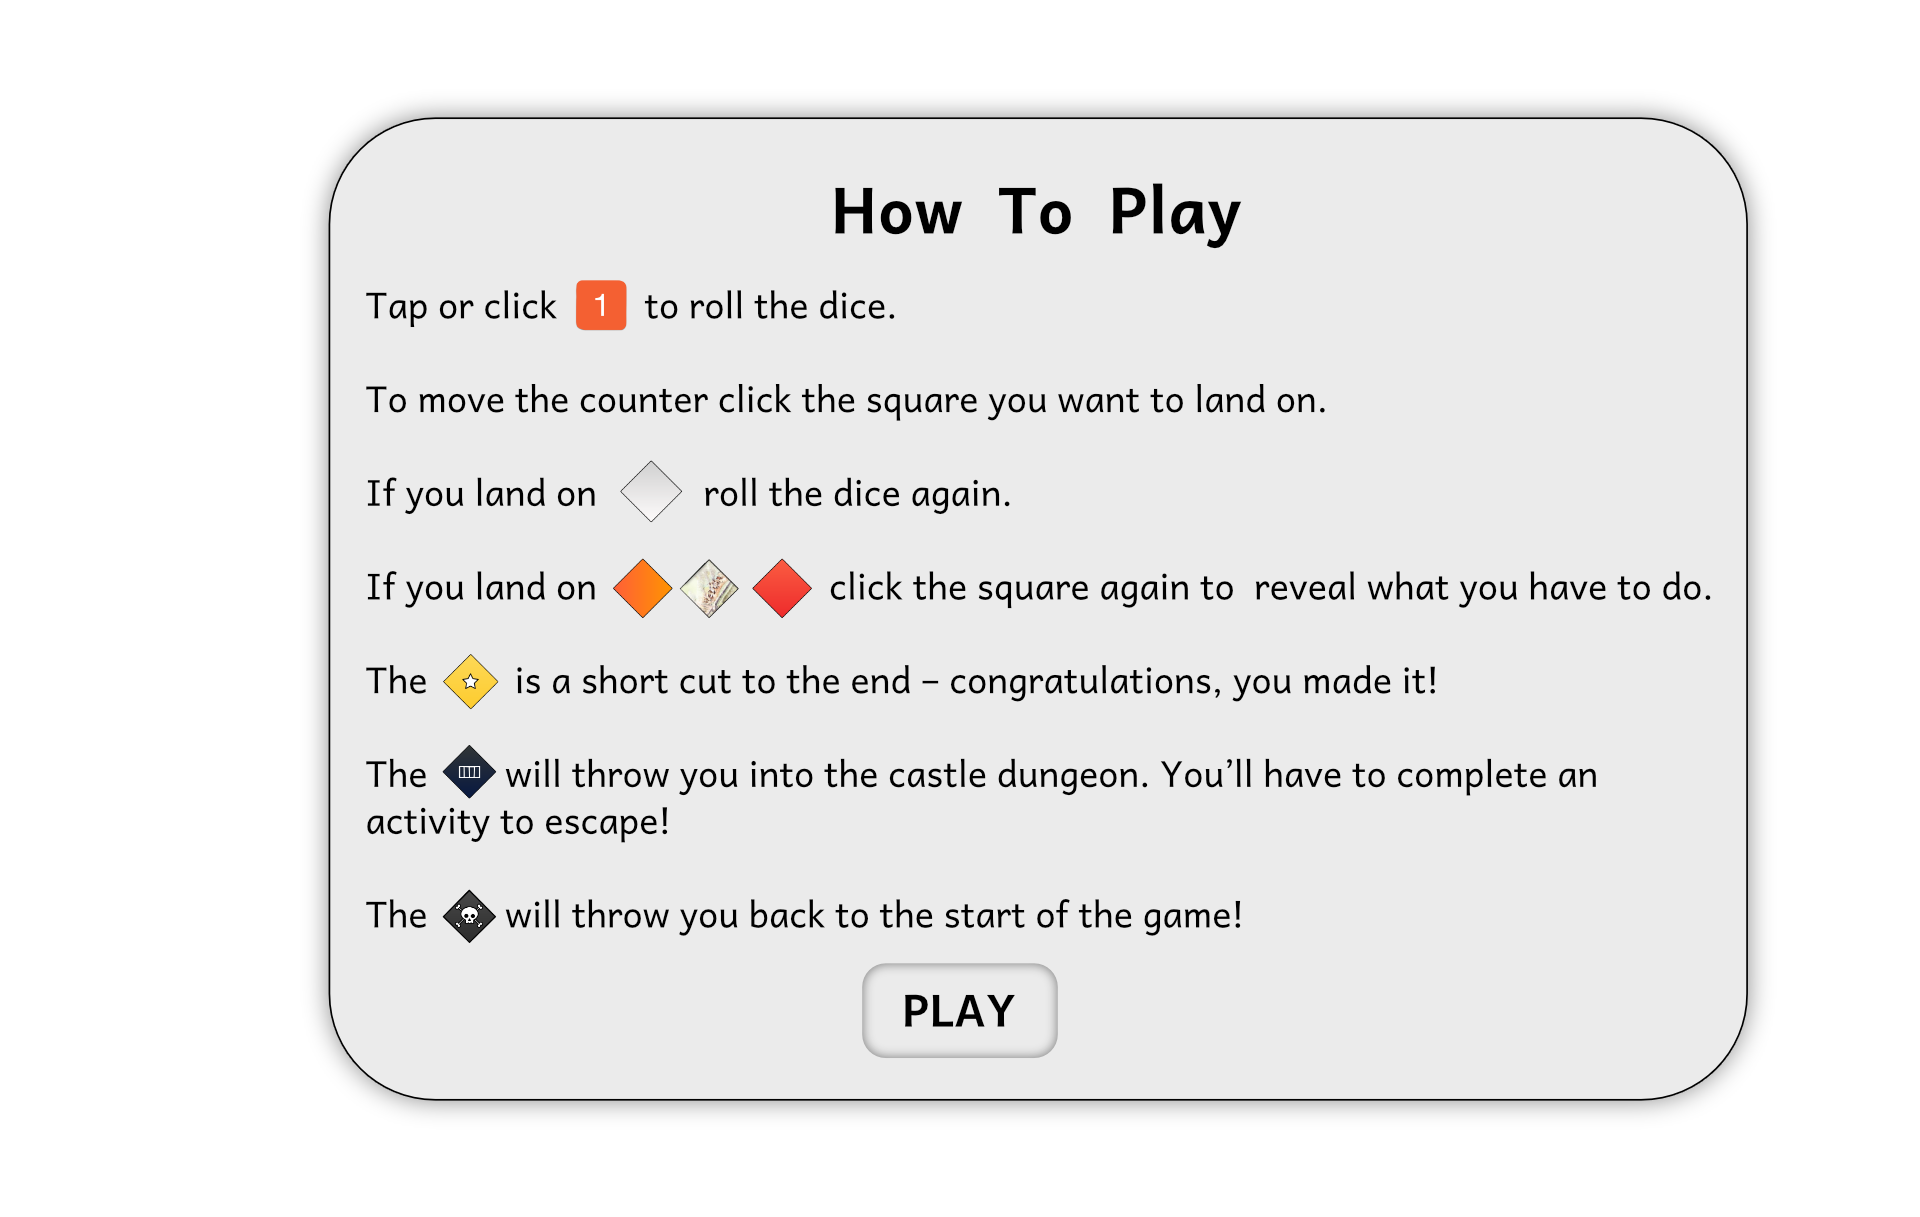 How To Play
Tap or click 1 to roll the dice.
To move the counter click the square you want to land on.
If you land on roll the dice again.
If you land on click the square again to reveal what you have to do.
The is a short cut to the end – congratulations, you made it!
The will throw you into the castle dungeon. You’ll have to complete an
activity to escape!
The will throw you back to the start of the game!
PLAY